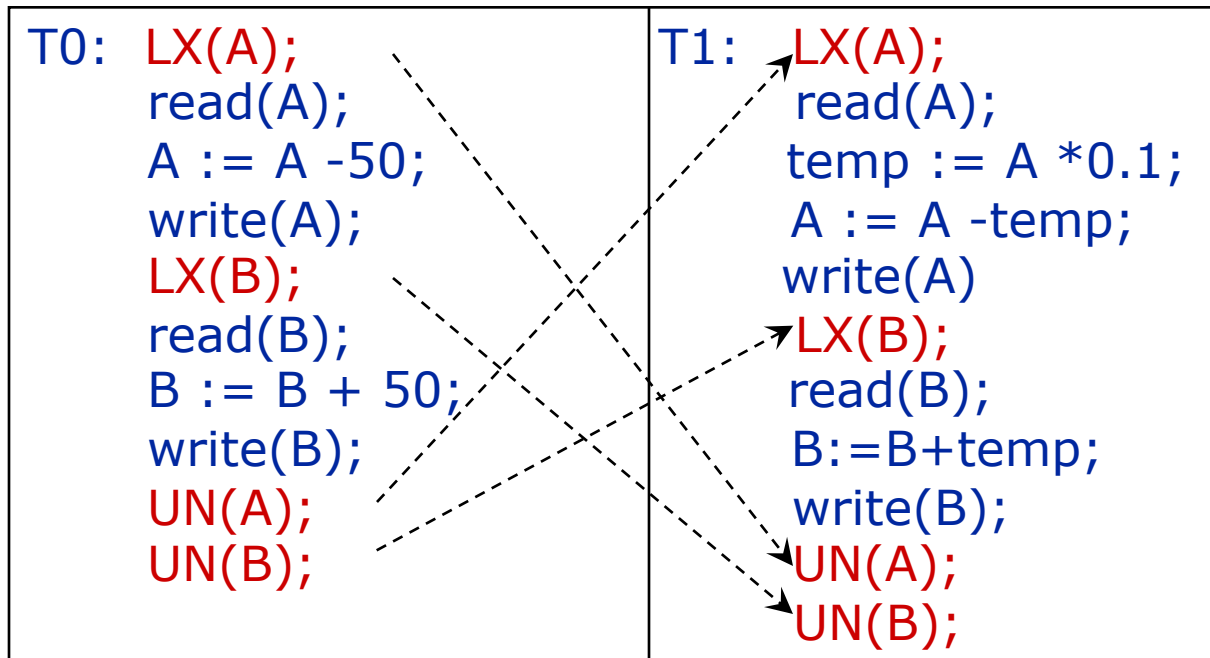 T0: LX(A);
read(A);
A := A -50;
write(A);
LX(B);
read(B);
B := B + 50;
write(B);
UN(A);
UN(B);
T1: LX(A);
read(A);
temp := A *0.1;
A := A -temp;
write(A)
LX(B);
read(B);
B:=B+temp;
write(B);
UN(A);
UN(B);